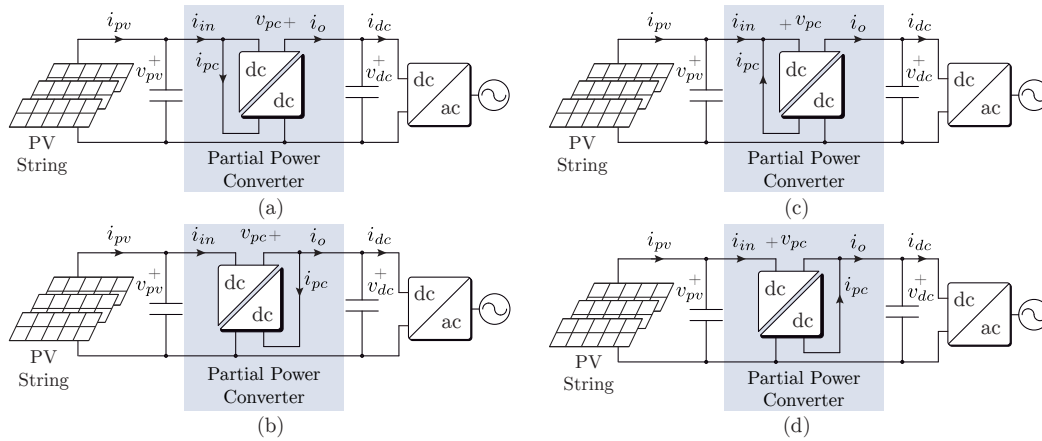 i_pv i_in v_pc + i_o i_dc
i_pc
+
v_pv
dc
dc
+
v_dc
dc
ac
PV
String
Partial Power
Converter
(a)
i_pv i_in v_pc + i_o i_dc
+
v_pv
dc
dc
i_pc
+
v_dc
dc
ac
PV
String
Partial Power
Converter
(b)
i_pv i_in + v_pc i_o i_dc
i_pc
+
v_pv
dc
dc
+
v_dc
dc
ac
PV
String
Partial Power
Converter
(c)
i_pv i_in + v_pc i_o i_dc
+
v_pv
dc
dc
i_pc
+
v_dc
dc
ac
PV
String
Partial Power
Converter
(d)